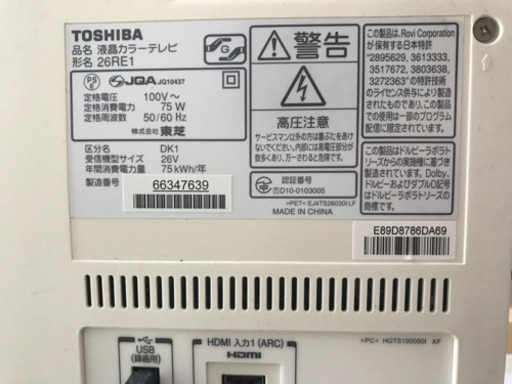 TOSHIBA
品名 液晶カラーテレビ
形名 26RE1
PS
E
JQA JQ10437
定格電圧 100V～
定格消費電力 75 W
定格周波数 50/60 Hz
株式会社 東芝
DK1
受信機型サイズ 26V
年間消費電力量 75 kWh/年
製造番号
66347639
警告
高圧注意
サービスマン以外の方は裏ぶたをあけないでください。
内部には高電圧部分が数多くあり、万一さわると危険です。
認証番号
D10-0103005
>PET< EJ4TS26030I LF
MADE IN CHINA
この製品は、Rovi Corporationが保有する日本特許
"2895629, 3613333,
3517672, 3803638,
3272363" の特許技術
のライセンス供与により製造されたものであり、この製品での使用は一部の機能に限定されています。
この製品は、ドルビーラボラトリーズからの実施権に基づき製造されています。Dolby、ドルビーおよびダブルD記号はドルビーラボラトリーズの商標です。
E89D8786DA69
USB
(録画用)
HDMI 入力1 (ARC)
HDMI
>PC< HGTS190090I XF